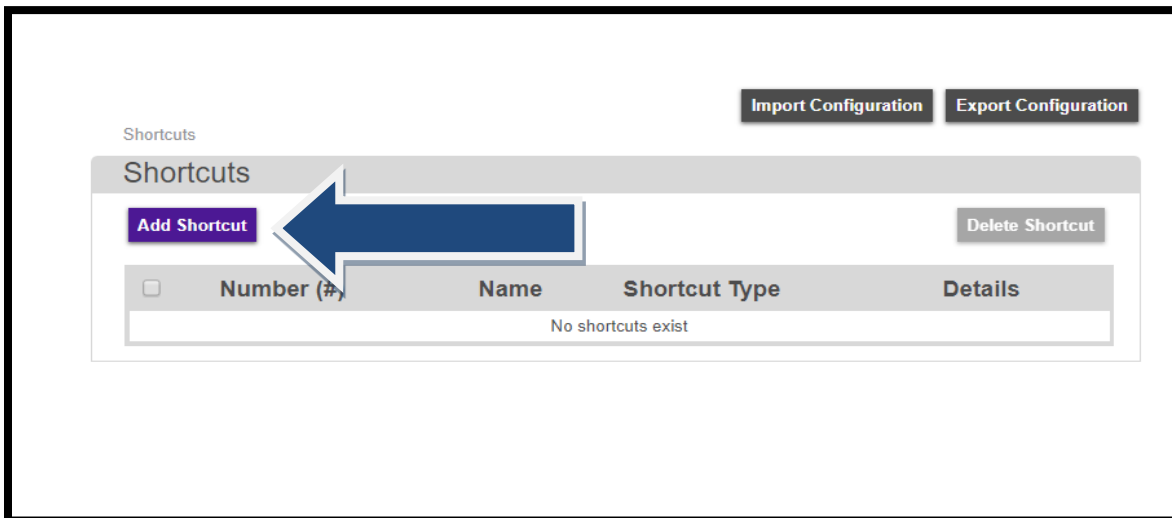 Import Configuration Export Configuration
Shortcuts
Shortcuts
Add Shortcut Delete Shortcut
Number (#) Name Shortcut Type Details
No shortcuts exist